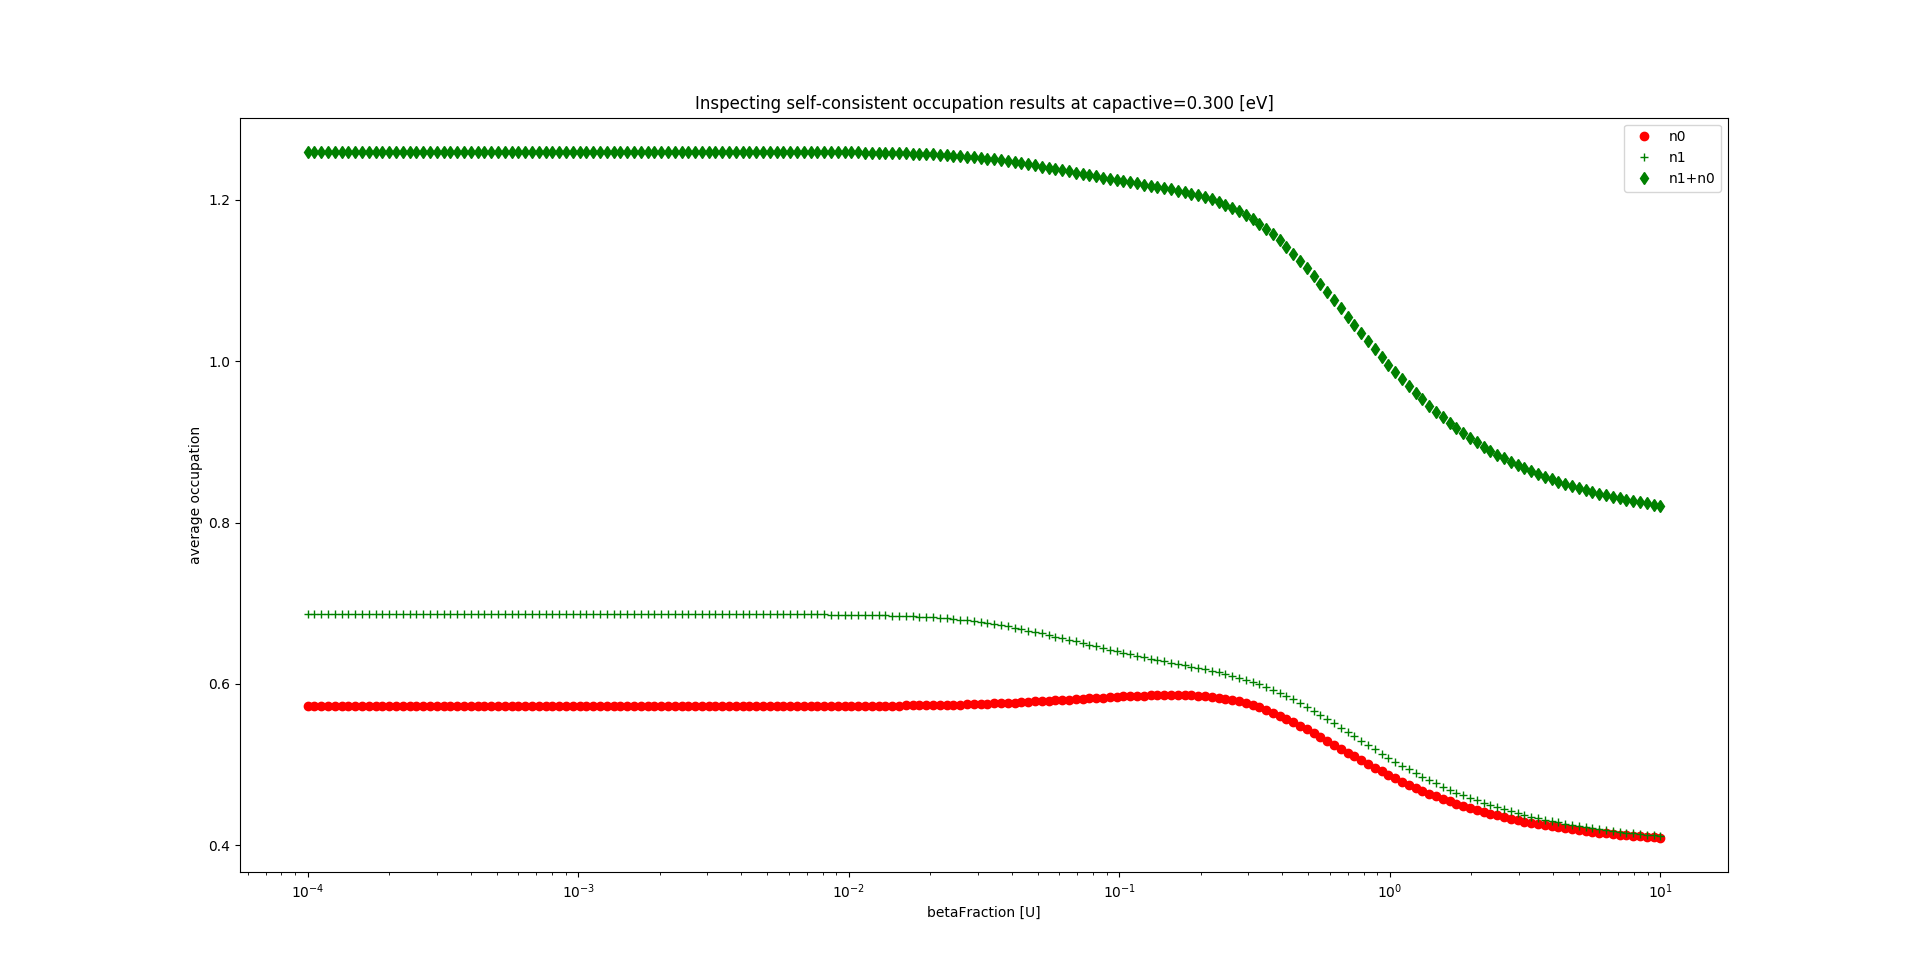 Inspecting self-consistent occupation results at capactive=0.300 [eV]
n0
n1
n1+n0
average occupation
1.2
1.0
0.8
0.6
0.4
10⁻⁴
10⁻³
10⁻²
10⁻¹
10⁰
10¹
betaFraction [U]